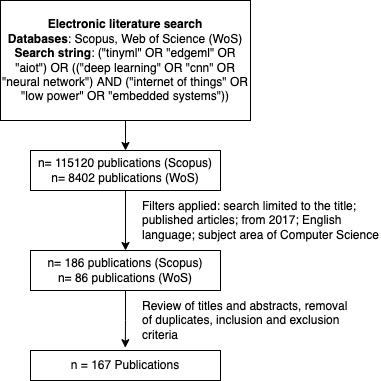 Electronic literature search
Databases: Scopus, Web of Science (WoS)
Search string: ("tinyml" OR "edgeml" OR
"aiot") OR (("deep learning" OR "cnn" OR
"neural network") AND ("internet of things" OR
"low power" OR "embedded systems"))
n= 115120 publications (Scopus)
n= 8402 publications (WoS)
Filters applied: search limited to the title;
published articles; from 2017; English
language; subject area of Computer Science
n= 186 publications (Scopus)
n= 86 publications (WoS)
Review of titles and abstracts, removal
of duplicates, inclusion and exclusion
criteria
n = 167 Publications